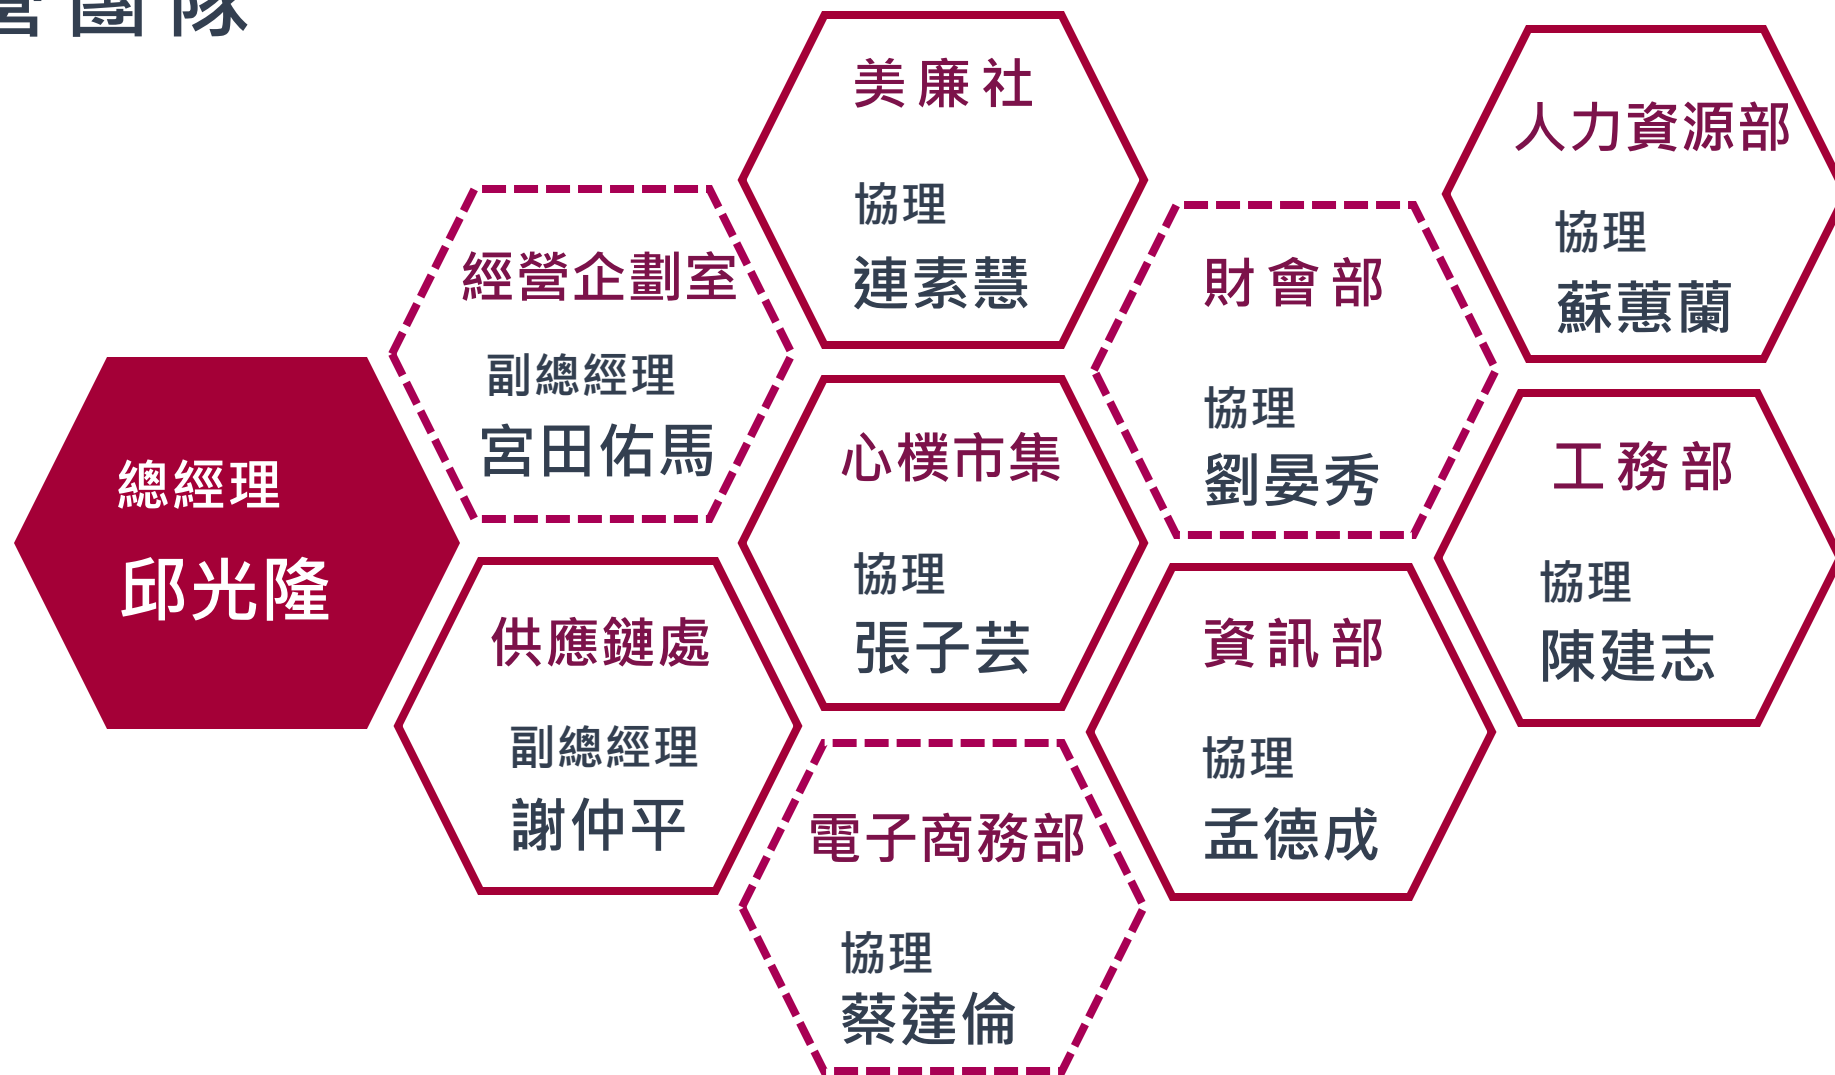 營團隊
美廉社
協理
連素慧
人力資源部
協理
蘇蕙蘭
經營企劃室
副總經理
宮田佑馬
財會部
協理
劉晏秀
總經理
邱光隆
心樸市集
協理
張子芸
工務部
協理
陳建志
供應鏈處
副總經理
謝仲平
資訊部
協理
孟德成
電子商務部
協理
蔡達倫